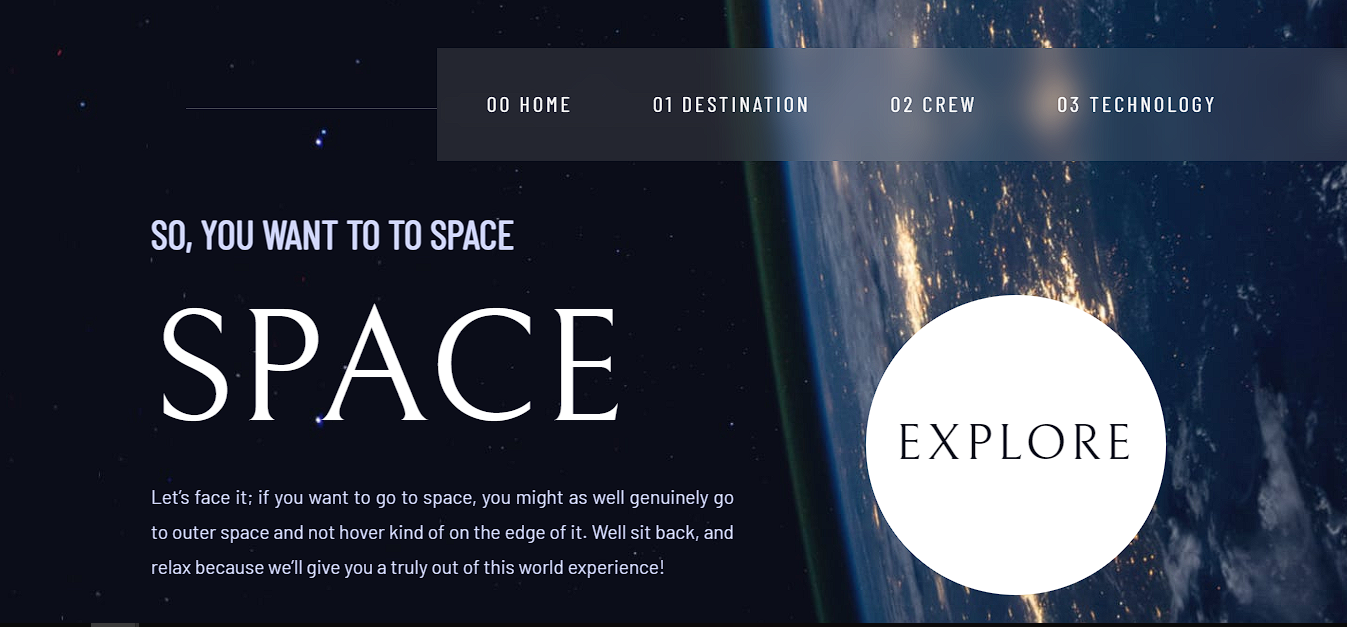 00 HOME 01 DESTINATION 02 CREW 03 TECHNOLOGY
SO, YOU WANT TO TO SPACE
SPACE
EXPLORE
Let's face it; if you want to go to space, you might as well genuinely go
to outer space and not hover kind of on the edge of it. Well sit back, and
relax because we'll give you a truly out of this world experience!